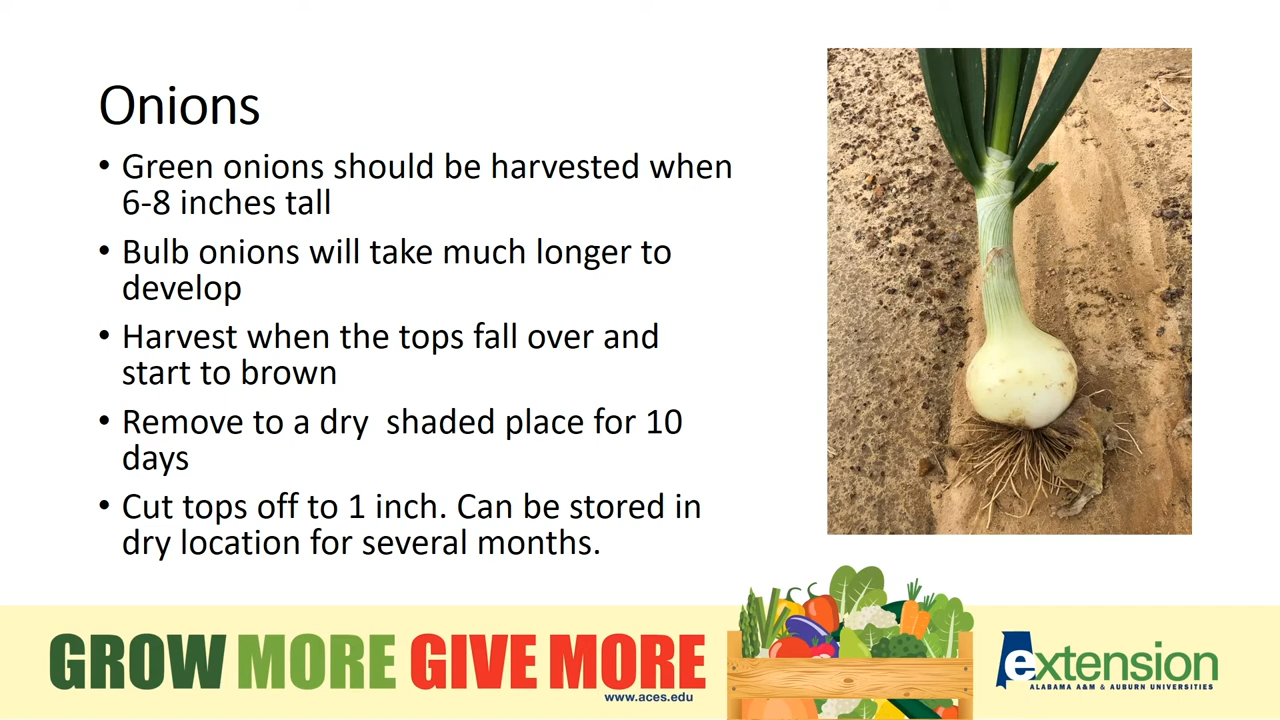 Onions
• Green onions should be harvested when
6-8 inches tall
• Bulb onions will take much longer to
develop
• Harvest when the tops fall over and
start to brown
• Remove to a dry  shaded place for 10
days
• Cut tops off to 1 inch. Can be stored in
dry location for several months.
GROW MORE GIVE MORE
www.aces.edu
extension
ALABAMA A&M & AUBURN UNIVERSITIES